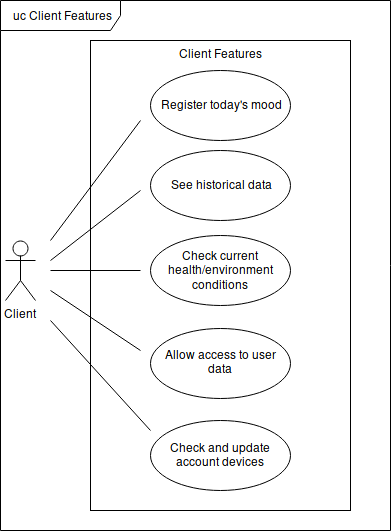 uc Client Features
Client Features
Register today's mood
See historical data
Check current
health/environment
conditions
Client
Allow access to user
data
Check and update
account devices